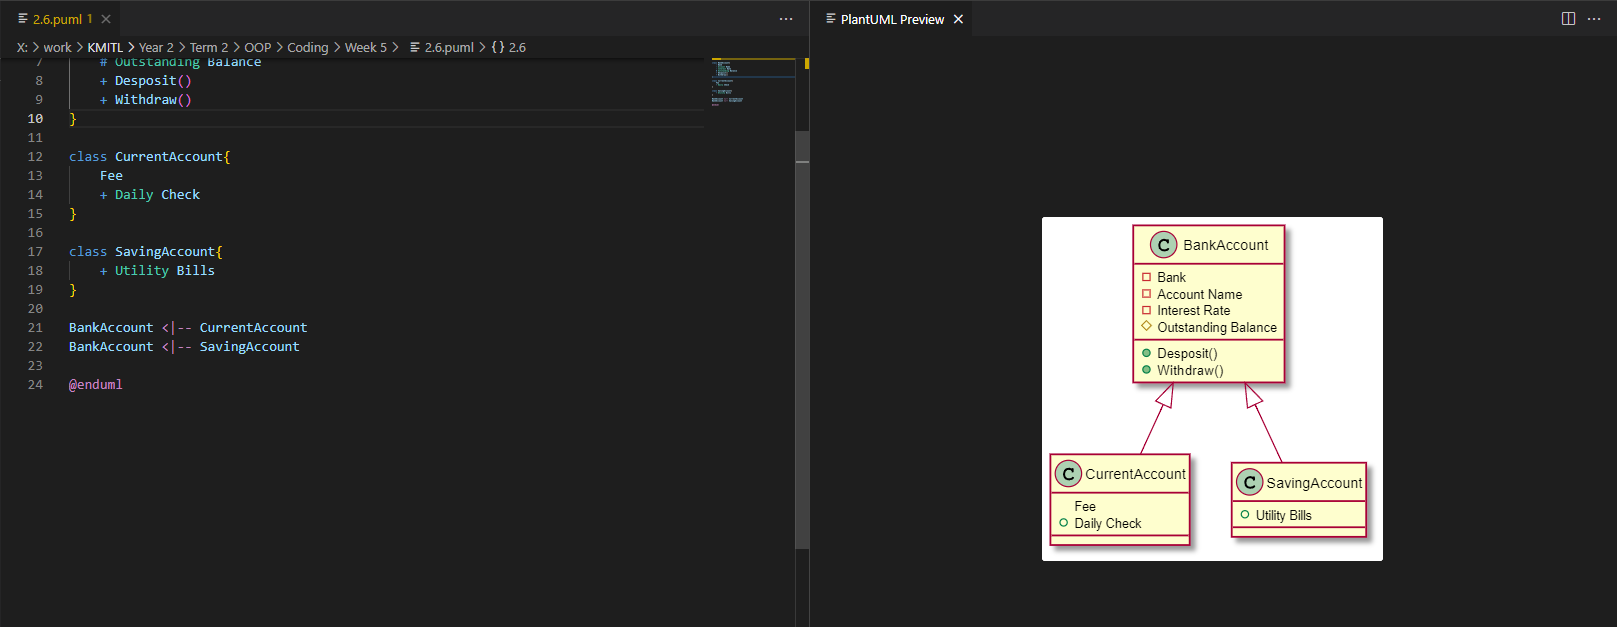 2.6.puml 1
PlantUML Preview
X: > work > KMITL > Year 2 > Term 2 > OOP > Coding > Week 5 > 2.6.puml > {} 2.6
7 # Outstanding Balance
8 + Desposit()
9 + Withdraw()
10 }
11
12 class CurrentAccount{
13 Fee
14 + Daily Check
15 }
16
17 class SavingAccount{
18 + Utility Bills
19 }
20
21 BankAccount <|-- CurrentAccount
22 BankAccount <|-- SavingAccount
23
24 @enduml
C BankAccount
Bank
Account Name
Interest Rate
Outstanding Balance
Desposit()
Withdraw()
C CurrentAccount
Fee
Daily Check
C SavingAccount
Utility Bills